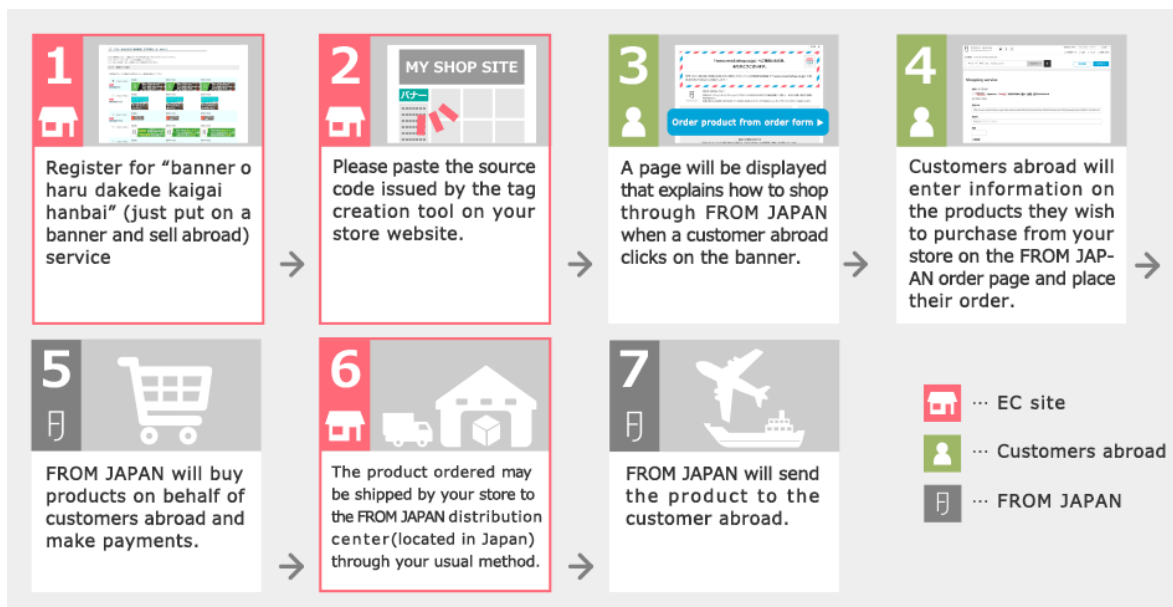 1
Register for “banner o
haru dakede kaigai
hanbai” (just put on a
banner and sell abroad)
service
2
MY SHOP SITE
バナー
Please paste the source
code issued by the tag
creation tool on your
store website.
3
Order product from order form ▶
A page will be displayed
that explains how to shop
through FROM JAPAN
when a customer abroad
clicks on the banner.
4
Shopping service
Customers abroad will
enter information on
the products they wish
to purchase from your
store on the FROM JAP-
AN order page and place
their order.
5
FROM JAPAN will buy
products on behalf of
customers abroad and
make payments.
6
The product ordered may
be shipped by your store to
the FROM JAPAN distribution
center(located in Japan)
through your usual method.
7
FROM JAPAN will send
the product to the
customer abroad.
… EC site
… Customers abroad
… FROM JAPAN